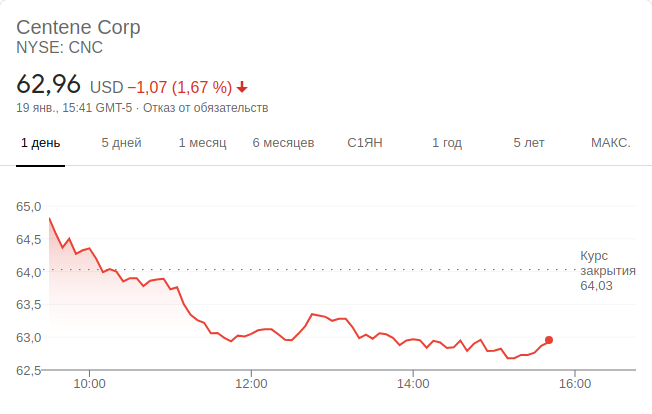 Centene Corp
NYSE: CNC
62,96 USD −1,07 (1,67 %)
19 янв., 15:41 GMT-5 · Отказ от обязательств
1 день 5 дней 1 месяц 6 месяцев С1ЯН 1 год 5 лет МАКС.
65,0
64,5
64,0
63,5
63,0
62,5
Курс
закрытия
64,03
10:00 12:00 14:00 16:00